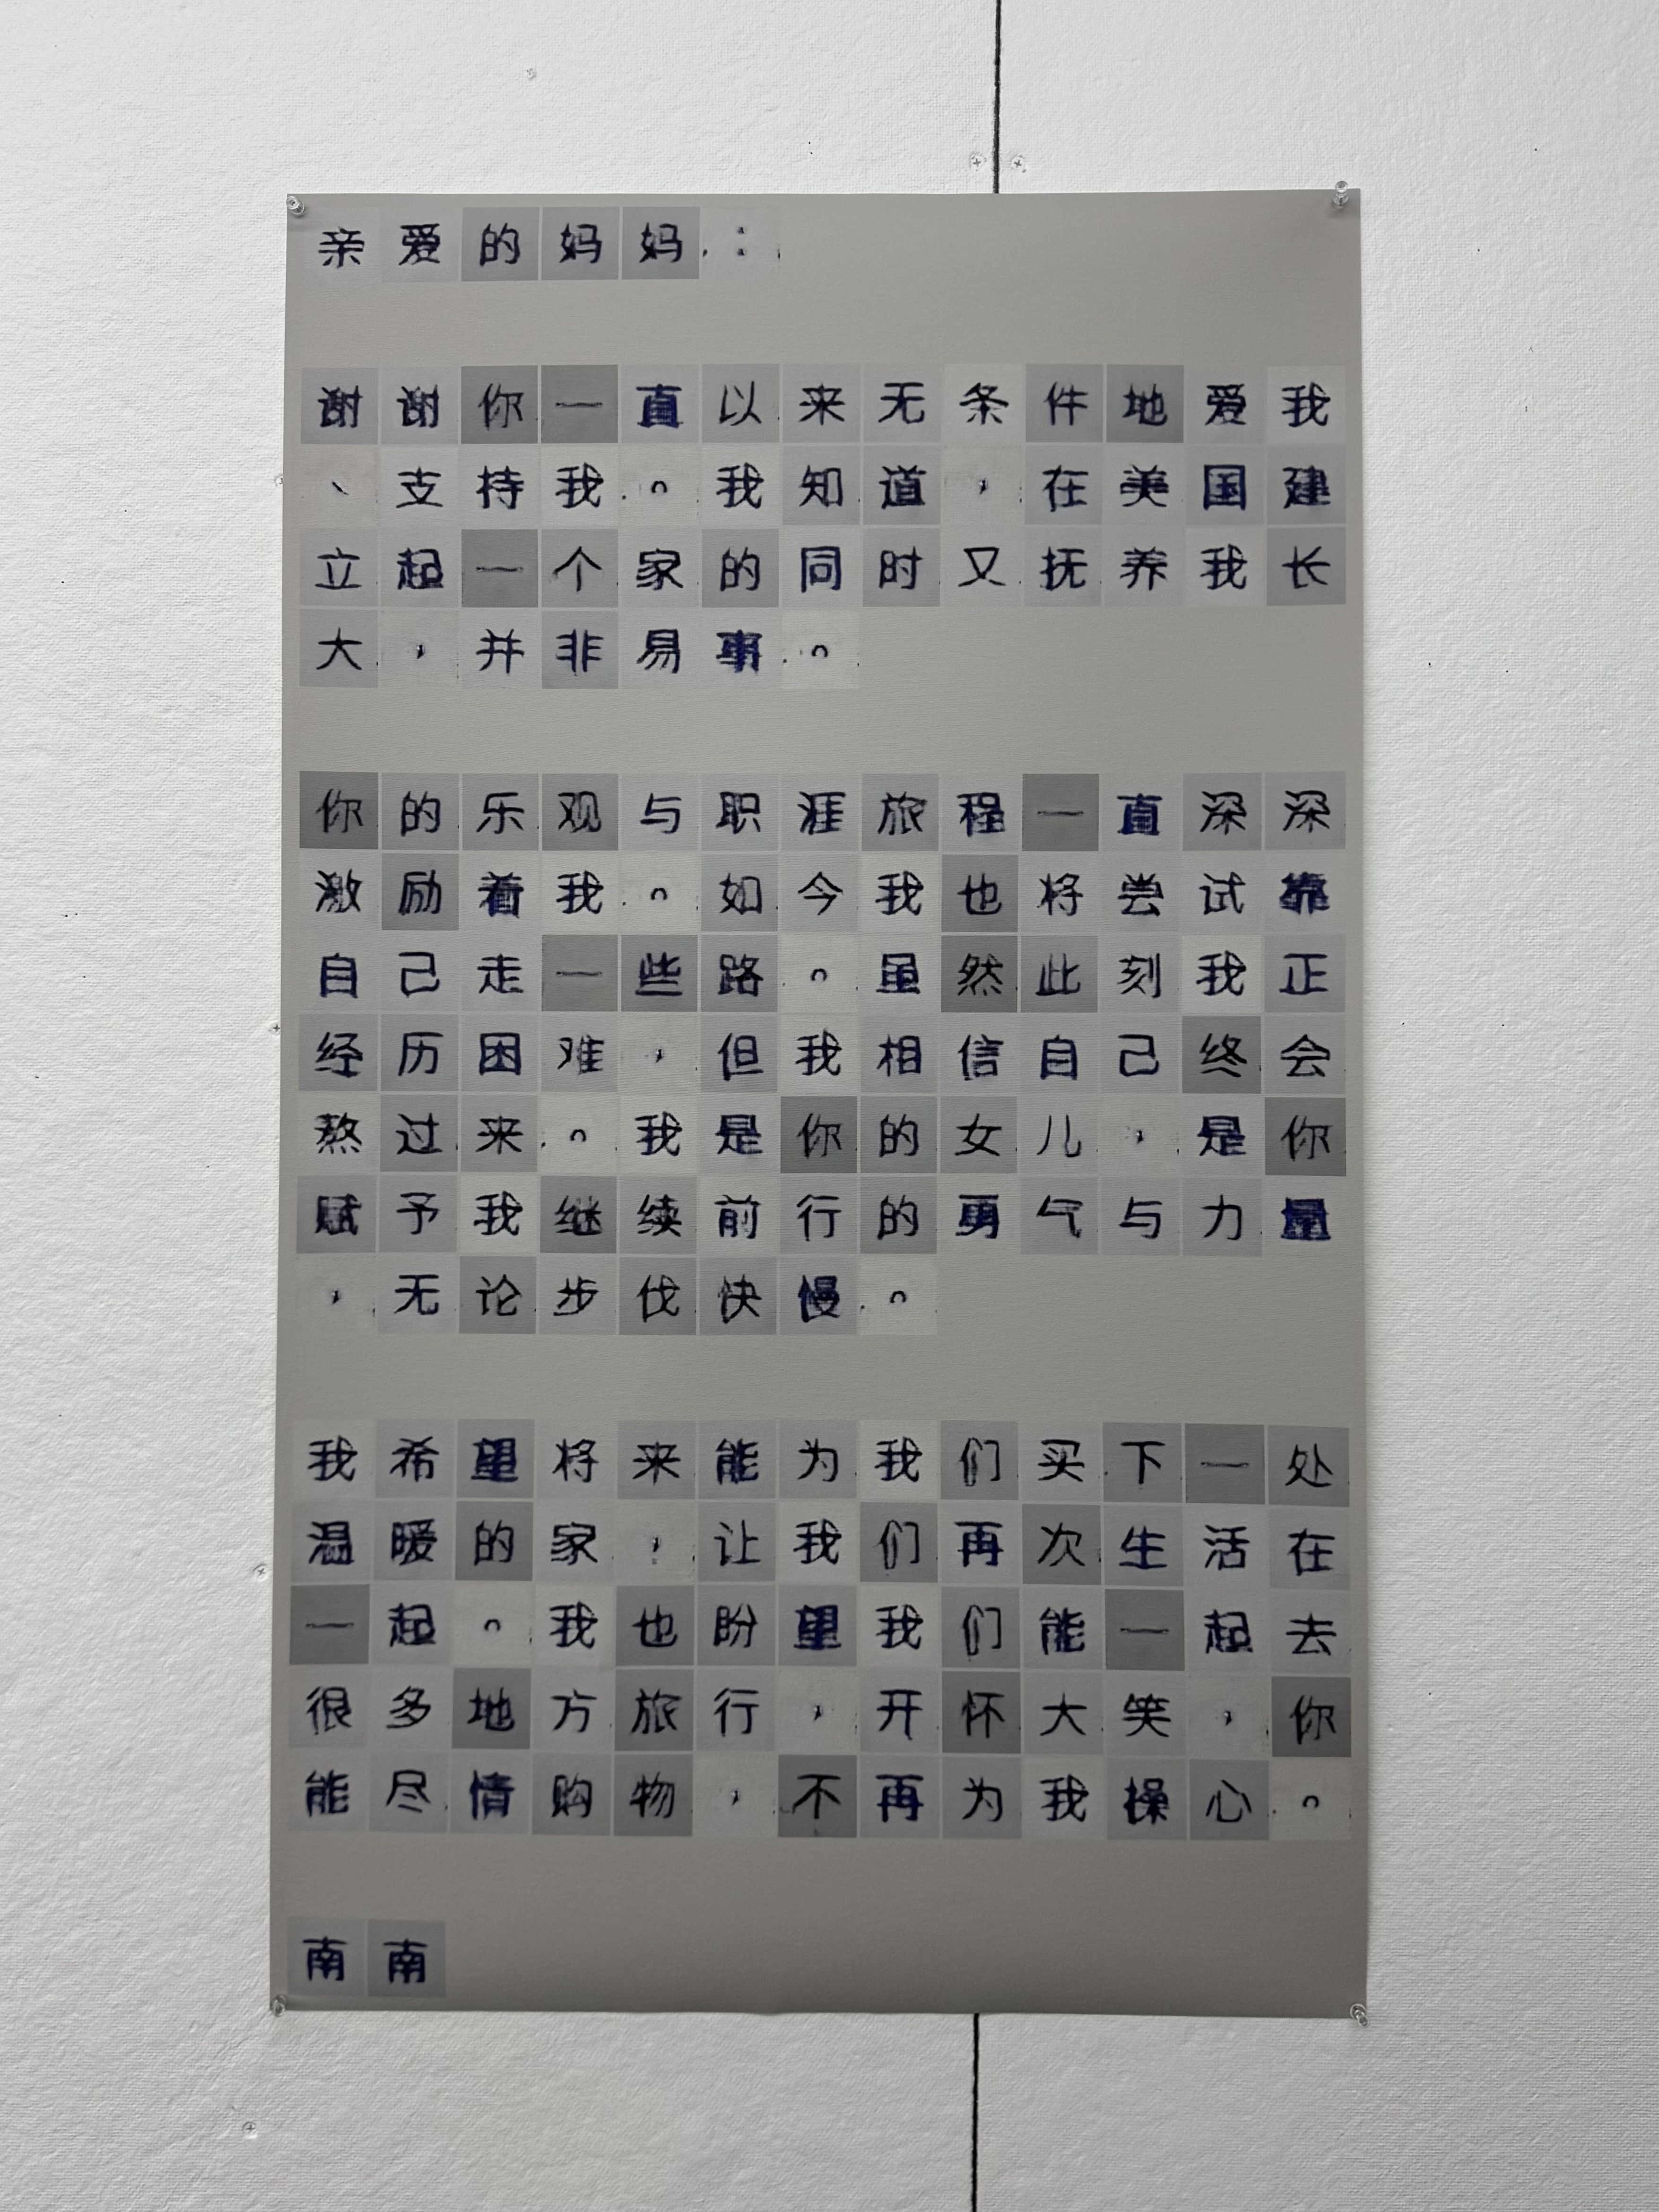 亲爱的妈妈：
谢谢你一直以来无条件地爱我
、支持我。我知道，在美国建
立起一个家的同时又抚养我长
大，并非易事。
你的乐观与职涯旅程一直深深
激励着我。如今我也将尝试靠
自己走一些路。虽然此刻我正
经历困难，但我相信自己终会
熬过来。我是你的女儿，是你
赋予我继续前行的勇气与力量
，无论步伐快慢。
我希望将来能为我们买下一处
温暖的家，让我们再次生活在
一起。我也盼望我们能一起去
很多地方旅行，开怀大笑，你
能尽情购物，不再为我操心。
南南